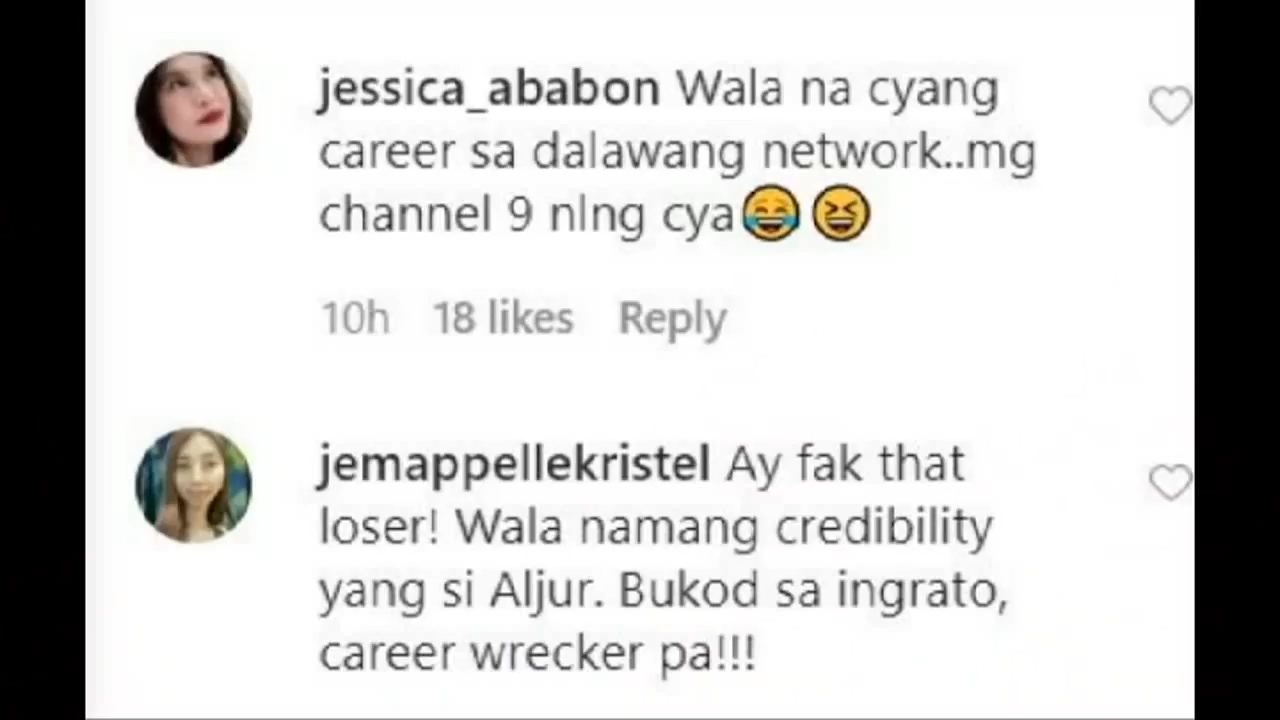 jessica_ababon Wala na cyang
career sa dalawang network..mg
channel 9 nlng cya😂😆
10h 18 likes Reply
jemappellekristel Ay fak that
loser! Wala namang credibility
yang si Aljur. Bukod sa ingrato,
career wrecker pa!!!